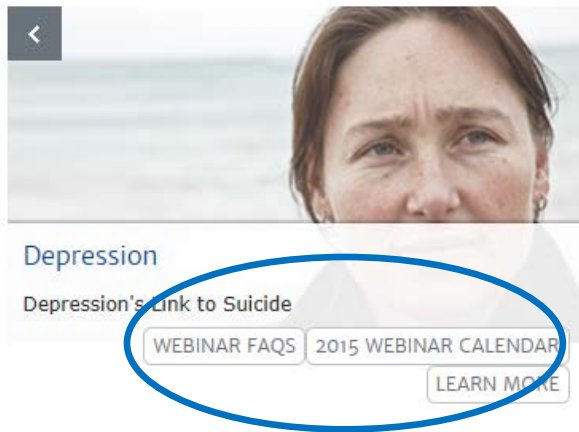 Depression
Depression's Link to Suicide
WEBINAR FAQS 2015 WEBINAR CALENDAR
LEARN MORE